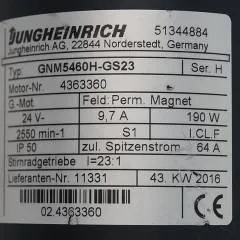 JUNGHEINRICH 51344884
Jungheinrich AG, 22844 Norderstedt, Germany
Typ: GNM5460H-GS23 Ser. H
Motor-Nr. 4363360
G.-Mot. Feld: Perm. Magnet
24 V- 9,7 A 190 W
2550 min-1 S1 I.CL.F
IP 50 zul. Spitzenstrom 64 A
Stirnradgetriebe I=23:1
Lieferanten-Nr. 11331 43. KW 2016
02.4363360